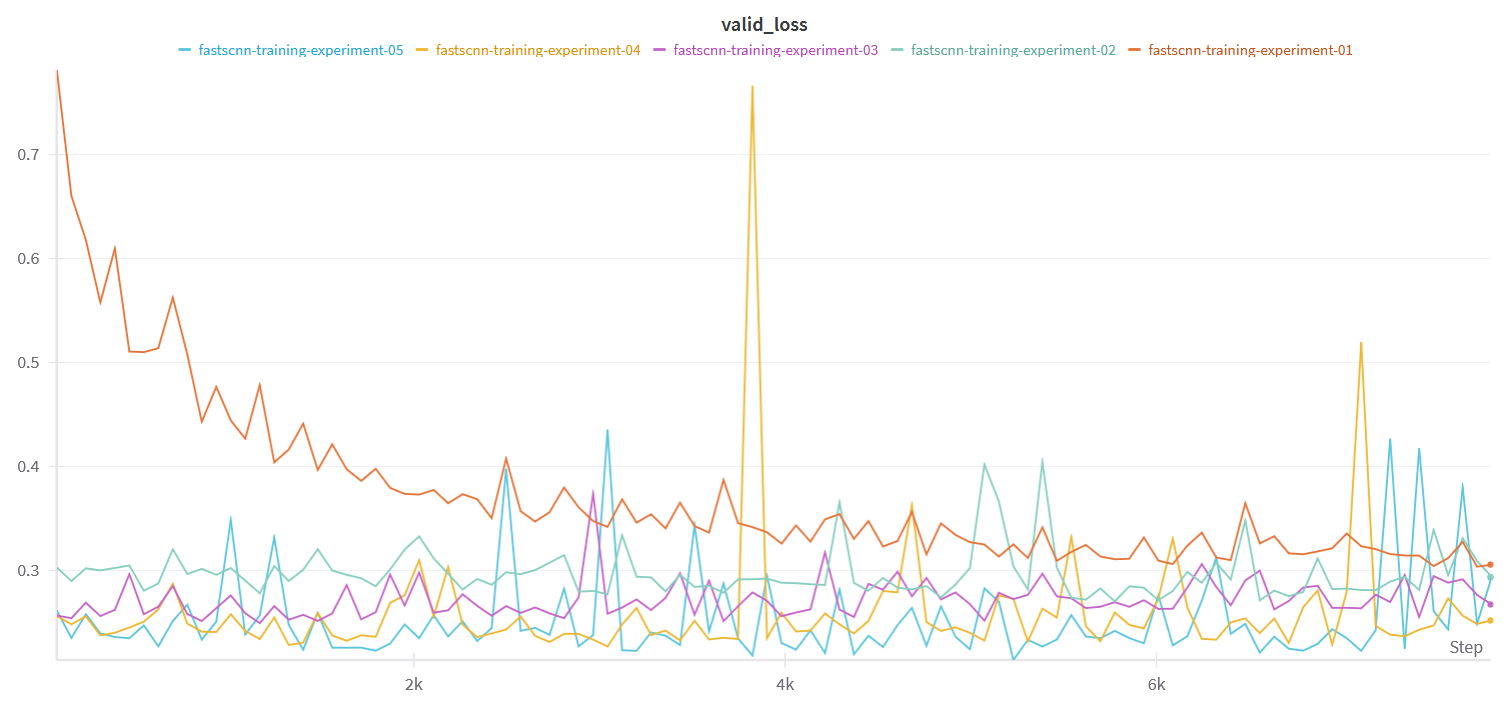 valid_loss
fastscnn-training-experiment-05 fastscnn-training-experiment-04 fastscnn-training-experiment-03 fastscnn-training-experiment-02 fastscnn-training-experiment-01
0.7
0.6
0.5
0.4
0.3
Step
2k 4k 6k